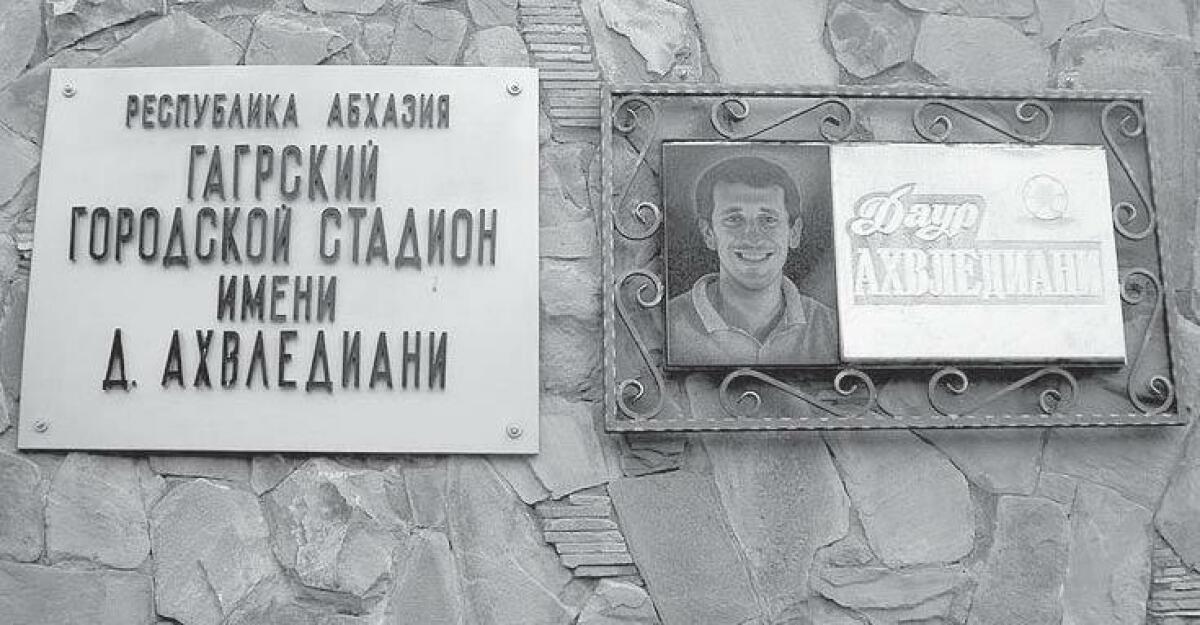 РЕСПУБЛИКА АБХАЗИЯ
ГАГРСКИЙ
ГОРОДСКОЙ СТАДИОН
ИМЕНИ
Д. АХВЛЕДИАНИ
Даур
АХВЛЕДИАНИ